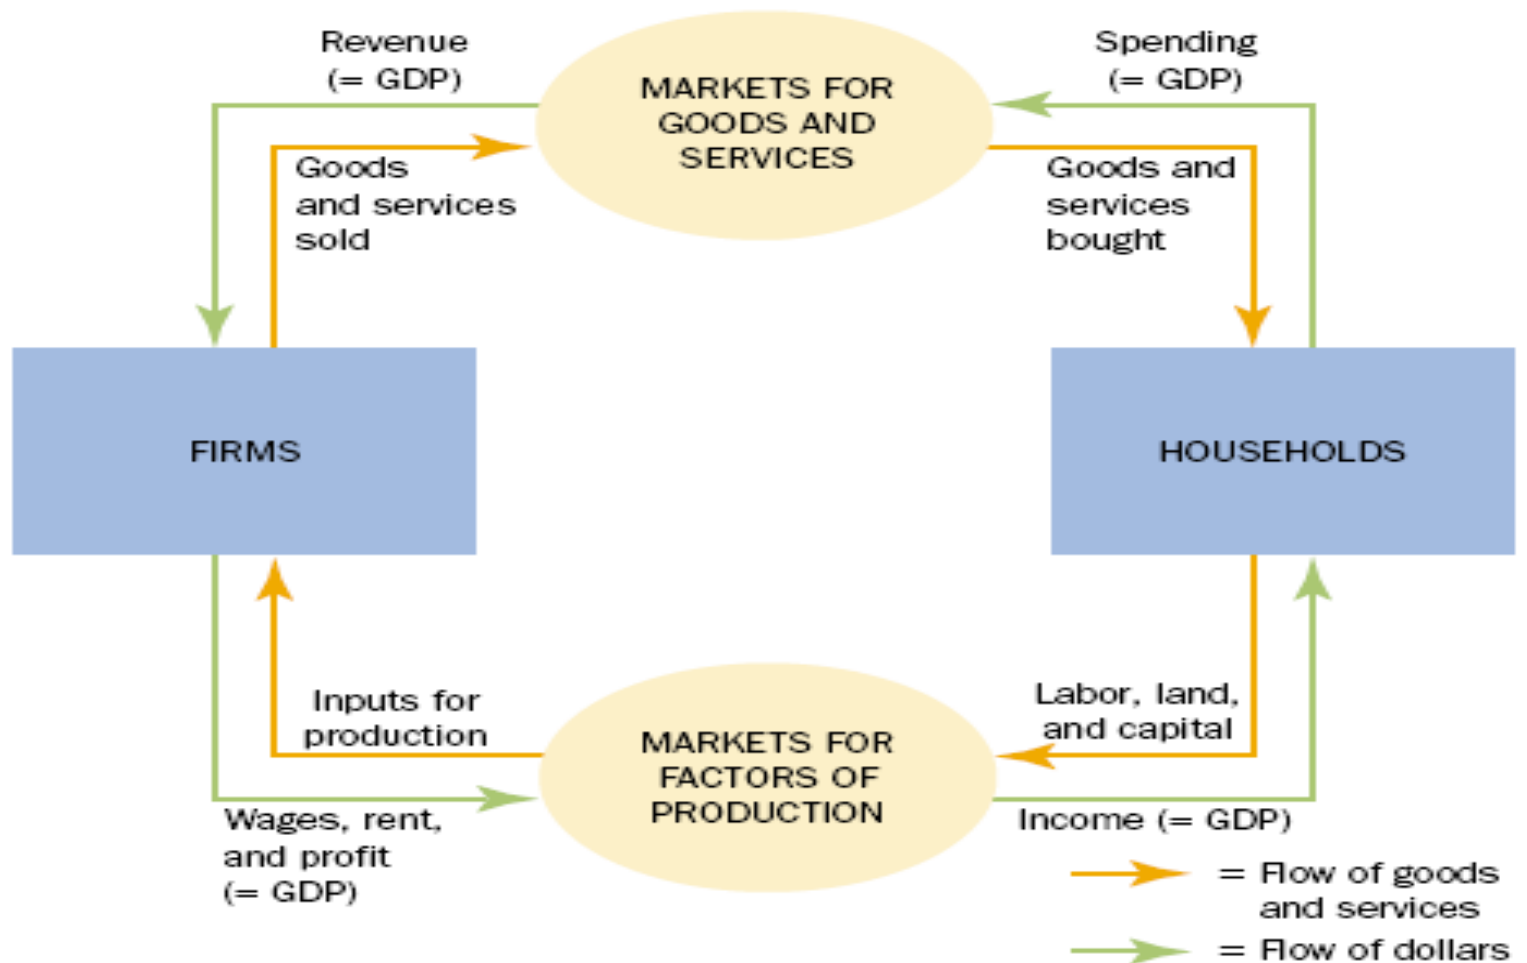 Revenue
(= GDP)
MARKETS FOR
GOODS AND
SERVICES
Spending
(= GDP)
Goods
and services
sold
Goods and
services
bought
FIRMS
HOUSEHOLDS
Inputs for
production
MARKETS FOR
FACTORS OF
PRODUCTION
Labor, land,
and capital
Wages, rent,
and profit
(= GDP)
Income (= GDP)
= Flow of goods
and services
= Flow of dollars